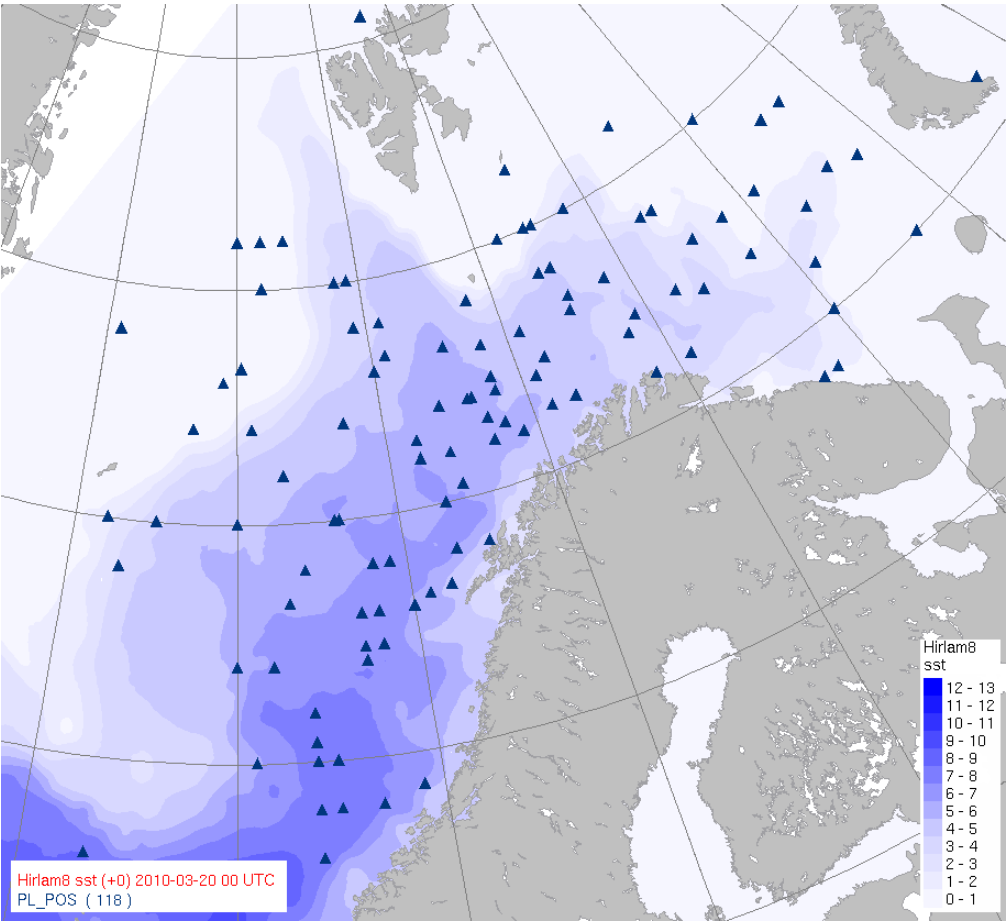 Hirlam8
sst
12 - 13
11 - 12
10 - 11
9 - 10
8 - 9
7 - 8
6 - 7
5 - 6
4 - 5
3 - 4
2 - 3
1 - 2
0 - 1
Hirlam8 sst (+0) 2010-03-20 00 UTC
PL_POS ( 118 )